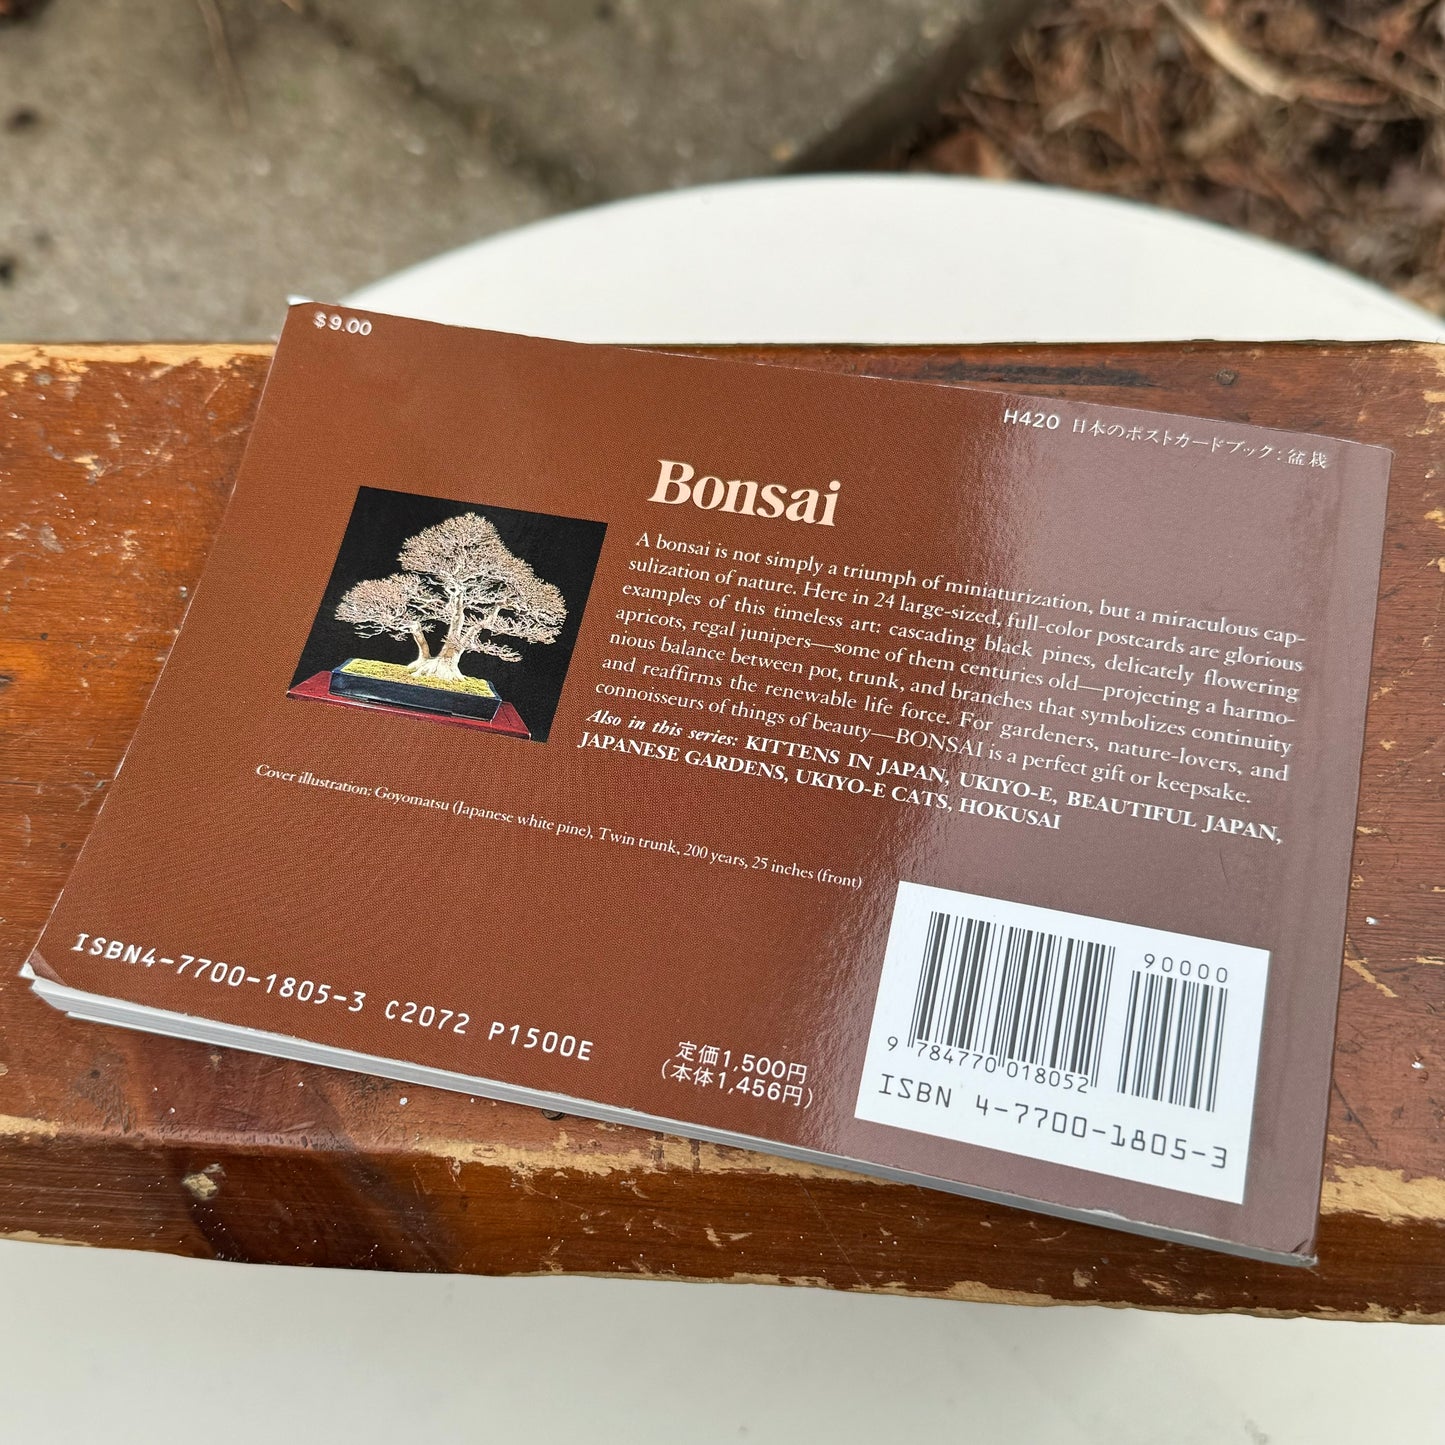 $9.00
H420 日本のポストカードブック：盆栽
Bonsai
A bonsai is not simply a triumph of miniaturization, but a miraculous cap-
sulization of nature. Here in 24 large-sized, full-color postcards are glorious
examples of this timeless art: cascading black pines, delicately flowering
apricots, regal junipers—some of them centuries old—projecting a harmo-
nious balance between pot, trunk, and branches that symbolizes continuity
and reaffirms the renewable life force. For gardeners, nature-lovers, and
connoisseurs of things of beauty—BONSAI is a perfect gift or keepsake.
Also in this series: KITTENS IN JAPAN, UKIYO-E, BEAUTIFUL JAPAN,
JAPANESE GARDENS, UKIYO-E CATS, HOKUSAI
Cover illustration: Goyomatsu (Japanese white pine), Twin trunk, 200 years, 25 inches (front)
ISBN4-7700-1805-3 C2072 P1500E
定価1,500円
(本体1,456円)
90000
9 784770 018052
ISBN 4-7700-1805-3